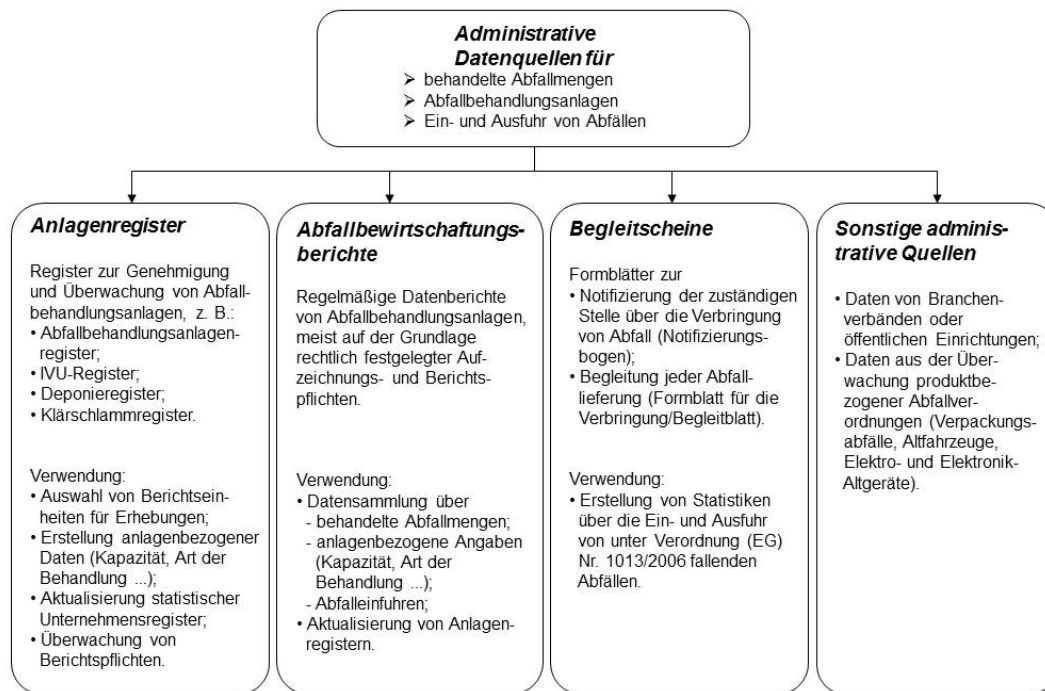 Administrative
Datenquellen für
➢ behandelte Abfallmengen
➢ Abfallbehandlungsanlagen
➢ Ein- und Ausfuhr von Abfällen
Anlagenregister
Register zur Genehmigung
und Überwachung von Abfall-
behandlungsanlagen, z. B.:
• Abfallbehandlungsanlagen-
register;
• IVU-Register;
• Deponieregister;
• Klärschlammregister.
Verwendung:
• Auswahl von Berichtsein-
heiten für Erhebungen;
• Erstellung anlagenbezogener
Daten (Kapazität, Art der
Behandlung ...);
• Aktualisierung statistischer
Unternehmensregister;
• Überwachung von
Berichtspflichten.
Abfallbewirtschaftungs-
berichte
Regelmäßige Datenberichte
von Abfallbehandlungsanlagen,
meist auf der Grundlage
rechtlich festgelegter Auf-
zeichnungs- und Berichts-
pflichten.
Verwendung:
• Datensammlung über
- behandelte Abfallmengen;
- anlagenbezogene Angaben
(Kapazität, Art der
Behandlung ...);
- Abfalleinfuhren;
• Aktualisierung von Anlagen-
registern.
Begleitscheine
Formblätter zur
• Notifizierung der zuständigen
Stelle über die Verbringung
von Abfall (Notifizierungs-
bogen);
• Begleitung jeder Abfall-
lieferung (Formblatt für die
Verbringung/Begleitblatt).
Verwendung:
• Erstellung von Statistiken
über die Ein- und Ausfuhr
von unter Verordnung (EG)
Nr. 1013/2006 fallenden
Abfällen.
Sonstige adminis-
trative Quellen
• Daten von Branchen-
verbänden oder
öffentlichen Einrichtungen;
• Daten aus der Über-
wachung produktbe-
zogener Abfallver-
ordnungen (Verpackungs-
abfälle, Altfahrzeuge,
Elektro- und Elektronik-
Altgeräte).